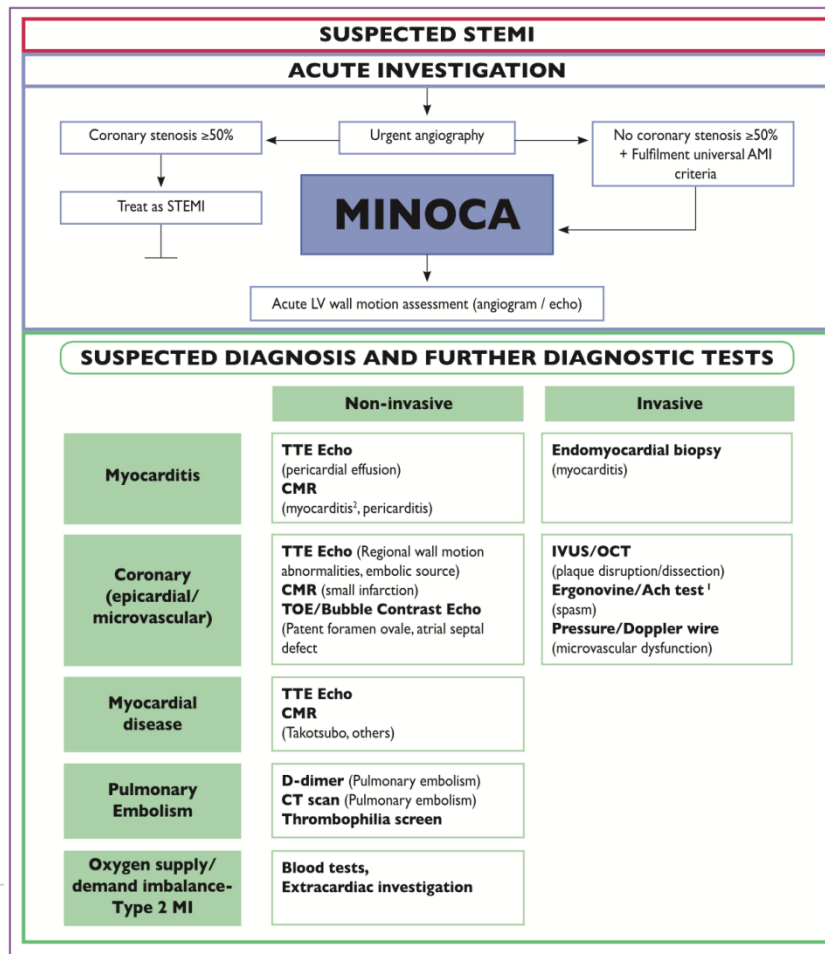 SUSPECTED STEMI
ACUTE INVESTIGATION
Coronary stenosis ≥50%
Urgent angiography
No coronary stenosis ≥50%
+ Fulfilment universal AMI
criteria
Treat as STEMI
MINOCA
Acute LV wall motion assessment (angiogram / echo)
SUSPECTED DIAGNOSIS AND FURTHER DIAGNOSTIC TESTS
Non-invasive
Invasive
Myocarditis
TTE Echo
(pericardial effusion)
CMR
(myocarditis², pericarditis)
Endomyocardial biopsy
(myocarditis)
Coronary
(epicardial/
microvascular)
TTE Echo (Regional wall motion
abnormalities, embolic source)
CMR (small infarction)
TOE/Bubble Contrast Echo
(Patent foramen ovale, atrial septal
defect
IVUS/OCT
(plaque disruption/dissection)
Ergonovine/Ach test ¹
(spasm)
Pressure/Doppler wire
(microvascular dysfunction)
Myocardial
disease
TTE Echo
CMR
(Takotsubo, others)
Pulmonary
Embolism
D-dimer (Pulmonary embolism)
CT scan (Pulmonary embolism)
Thrombophilia screen
Oxygen supply/
demand imbalance-
Type 2 MI
Blood tests,
Extracardiac investigation